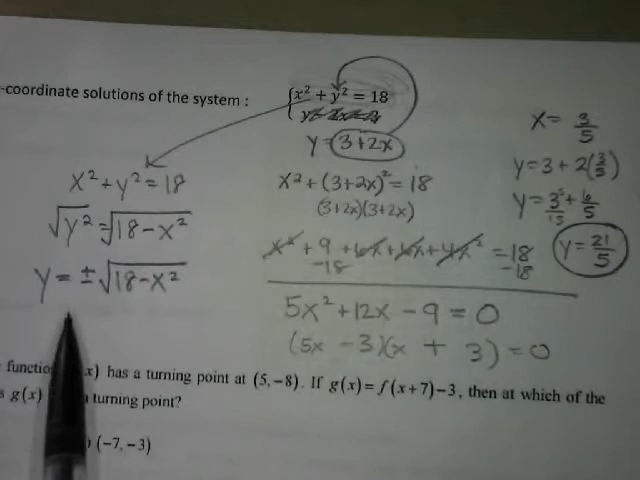 -coordinate solutions of the system :
x² + y² = 18
y = 3+2x
x²+y²=18
√y² = √18-x²
y = ±√18-x²
x²+(3+2x)²=18
(3+2x)(3+2x)
x² + 9 +6x+6x+4x² =18
-18 -18
5x²+12x-9=0
(5x -3)(x + 3)=0
x= 3/5
y=3+2(3/5)
y=3/1 5/5+6/5
y=21/5
x) has a turning point at (5,-8). If g(x)=f(x+7)-3, then at which of the
g(x) turning point?
(-7,-3)